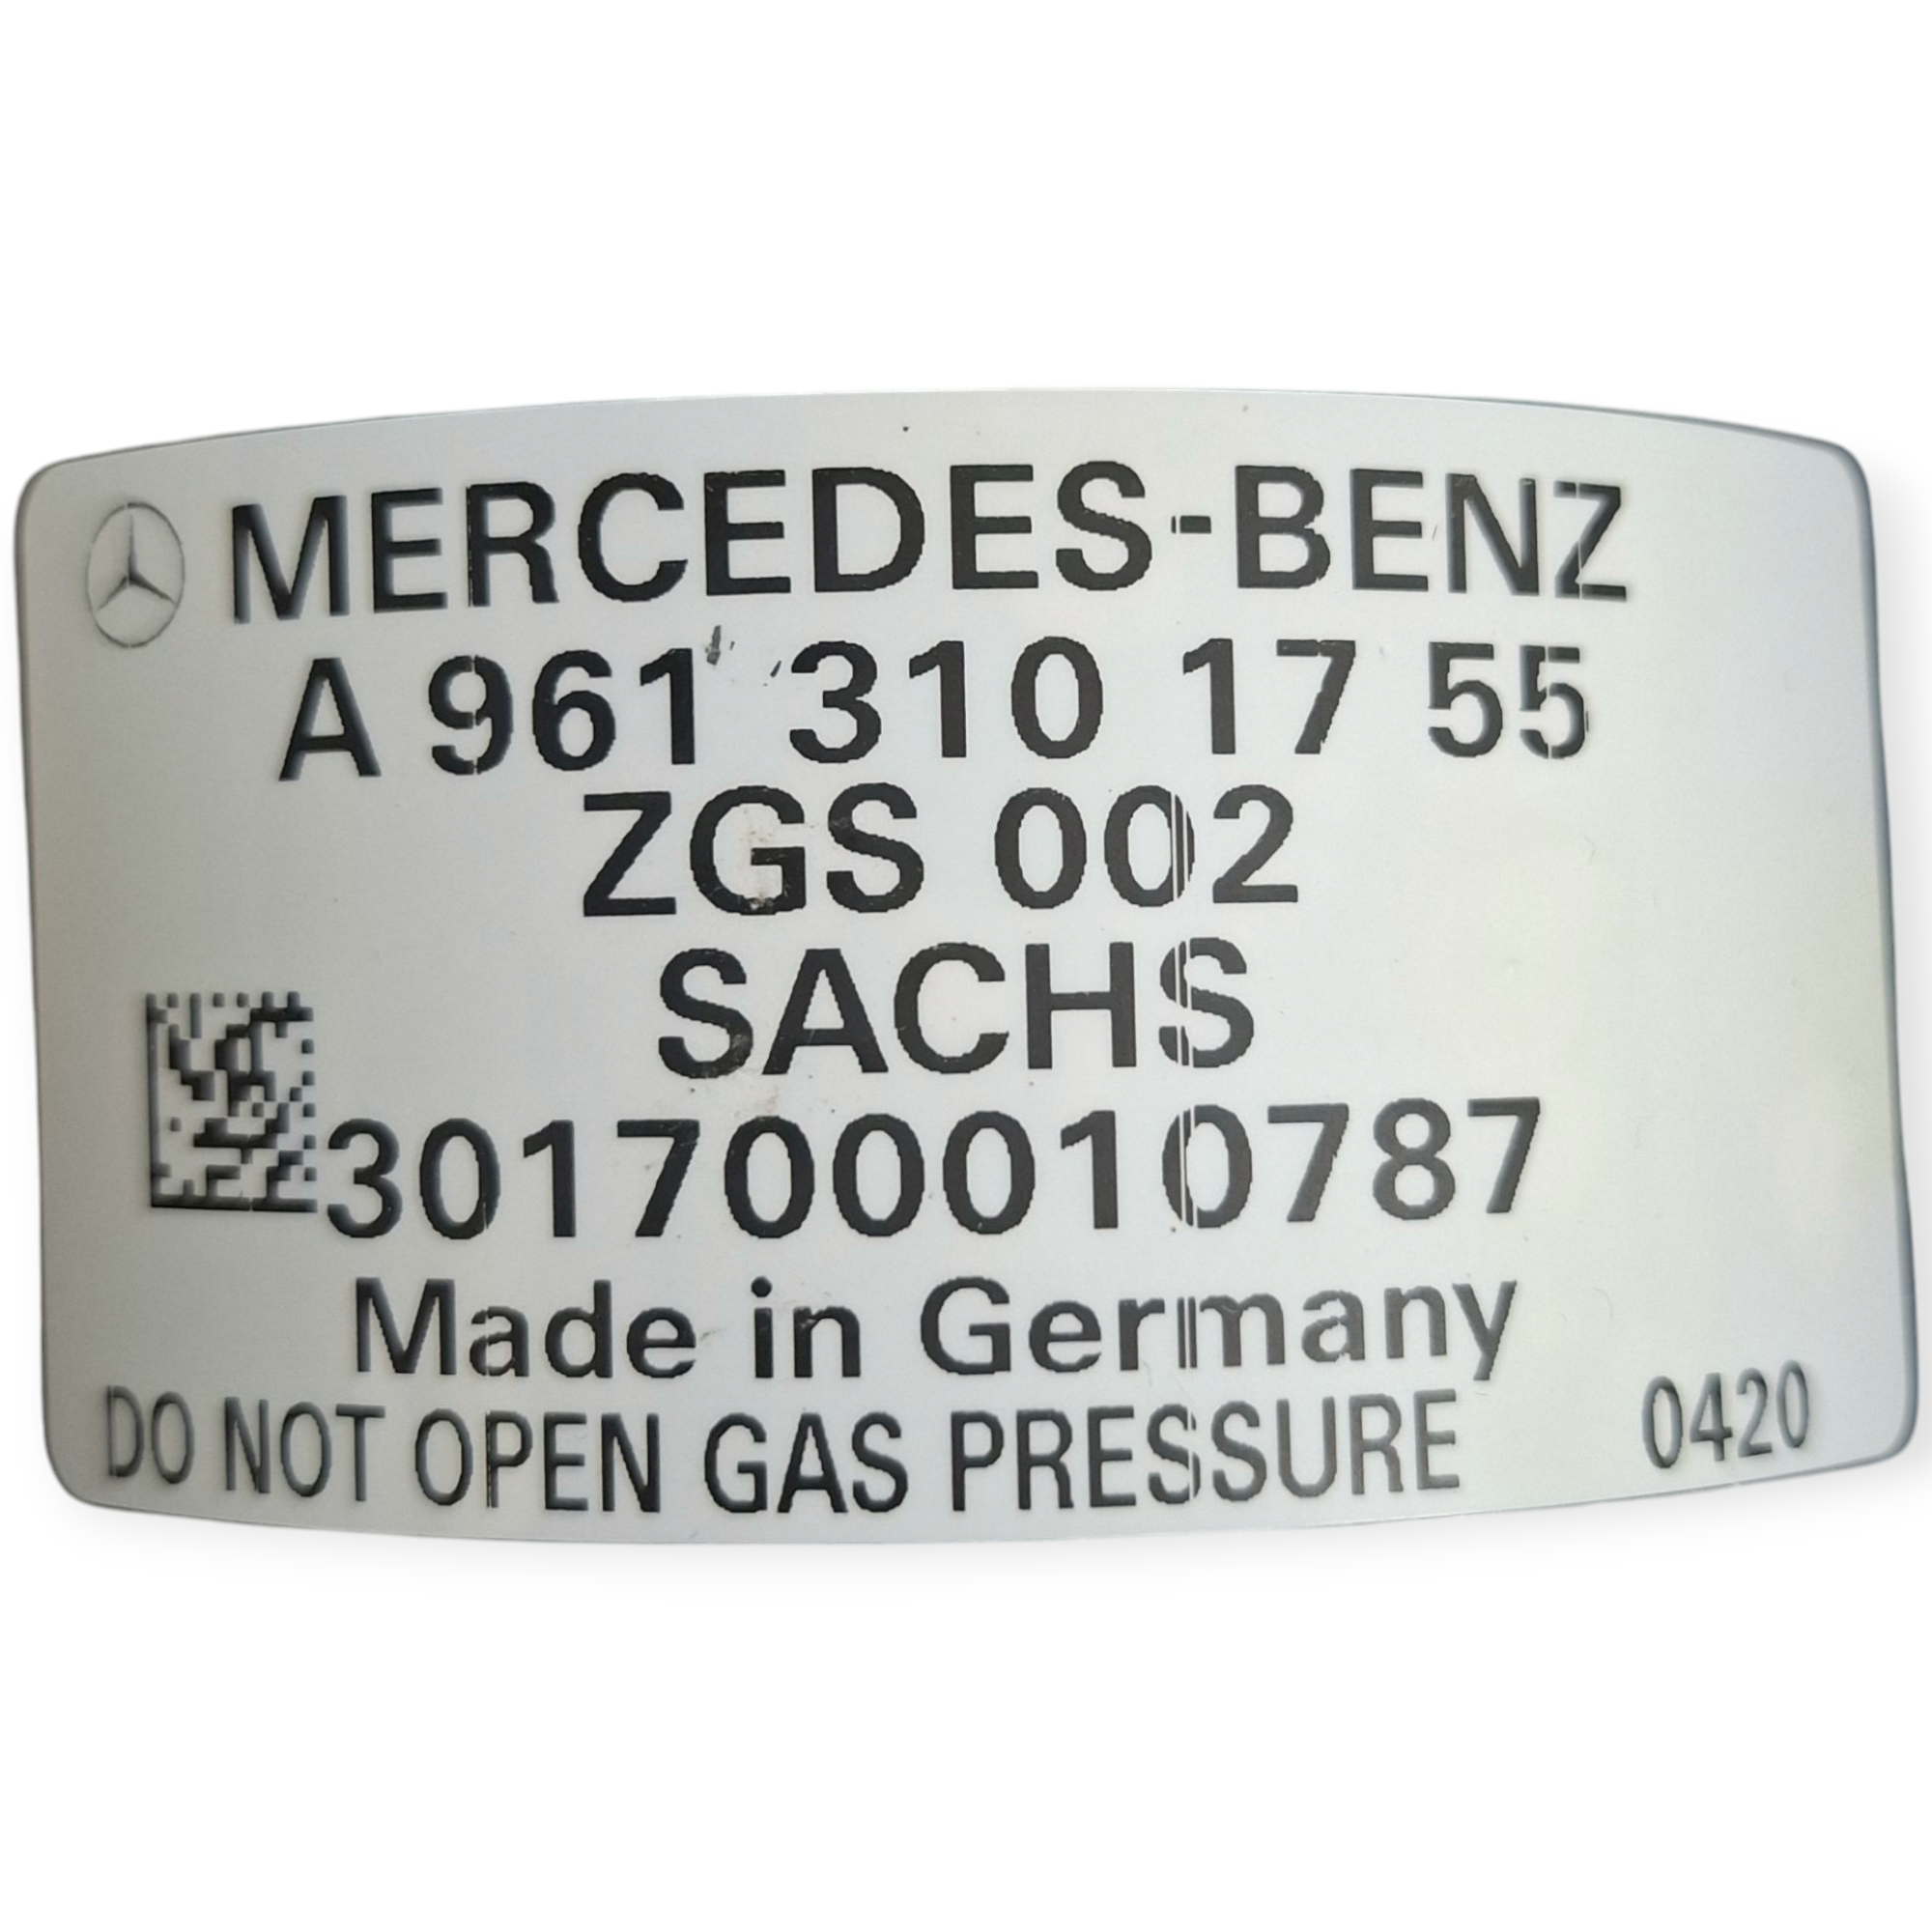 MERCEDES-BENZ
A 961 310 17 55
ZGS 002
SACHS
301700010787
Made in Germany
DO NOT OPEN GAS PRESSURE 0420